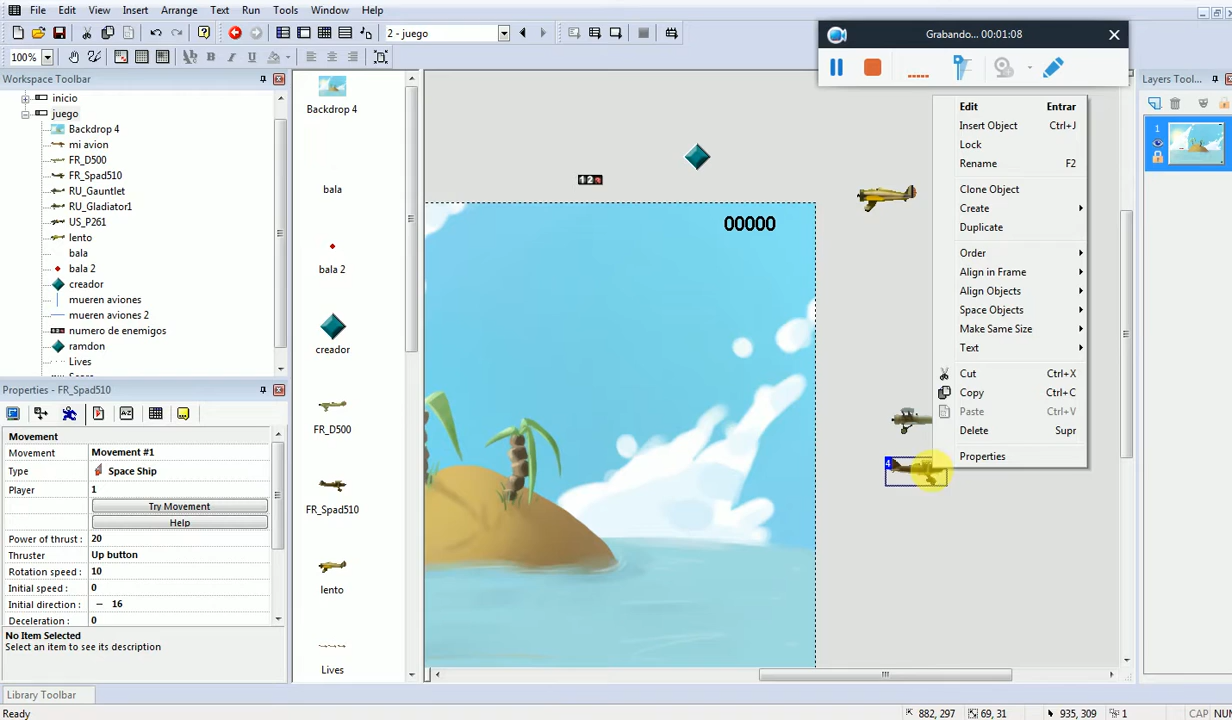 File Edit View Insert Arrange Text Run Tools Window Help
2 - juego
100%
Grabando... 00:01:08
Workspace Toolbar
inicio
juego
Backdrop 4
mi avion
FR_D500
FR_Spad510
RU_Gauntlet
RU_Gladiator1
US_P261
lento
bala
bala 2
creador
mueren aviones
mueren aviones 2
numero de enemigos
ramdon
Lives
Properties - FR_Spad510
Movement
Movement Movement #1
Type Space Ship
Player 1
Try Movement
Help
Power of thrust : 20
Thruster Up button
Rotation speed : 10
Initial speed : 0
Initial direction : 16
Deceleration : 0
No Item Selected
Select an item to see its description
Library Toolbar
Ready
Backdrop 4
bala
bala 2
creador
FR_D500
FR_Spad510
lento
Lives
00000
4
Edit Entrar
Insert Object Ctrl+J
Lock
Rename F2
Clone Object
Create
Duplicate
Order
Align in Frame
Align Objects
Space Objects
Make Same Size
Text
Cut Ctrl+X
Copy Ctrl+C
Paste Ctrl+V
Delete Supr
Properties
Layers Tool...
1
882, 297 69, 31 935, 309 1 CAP NUM